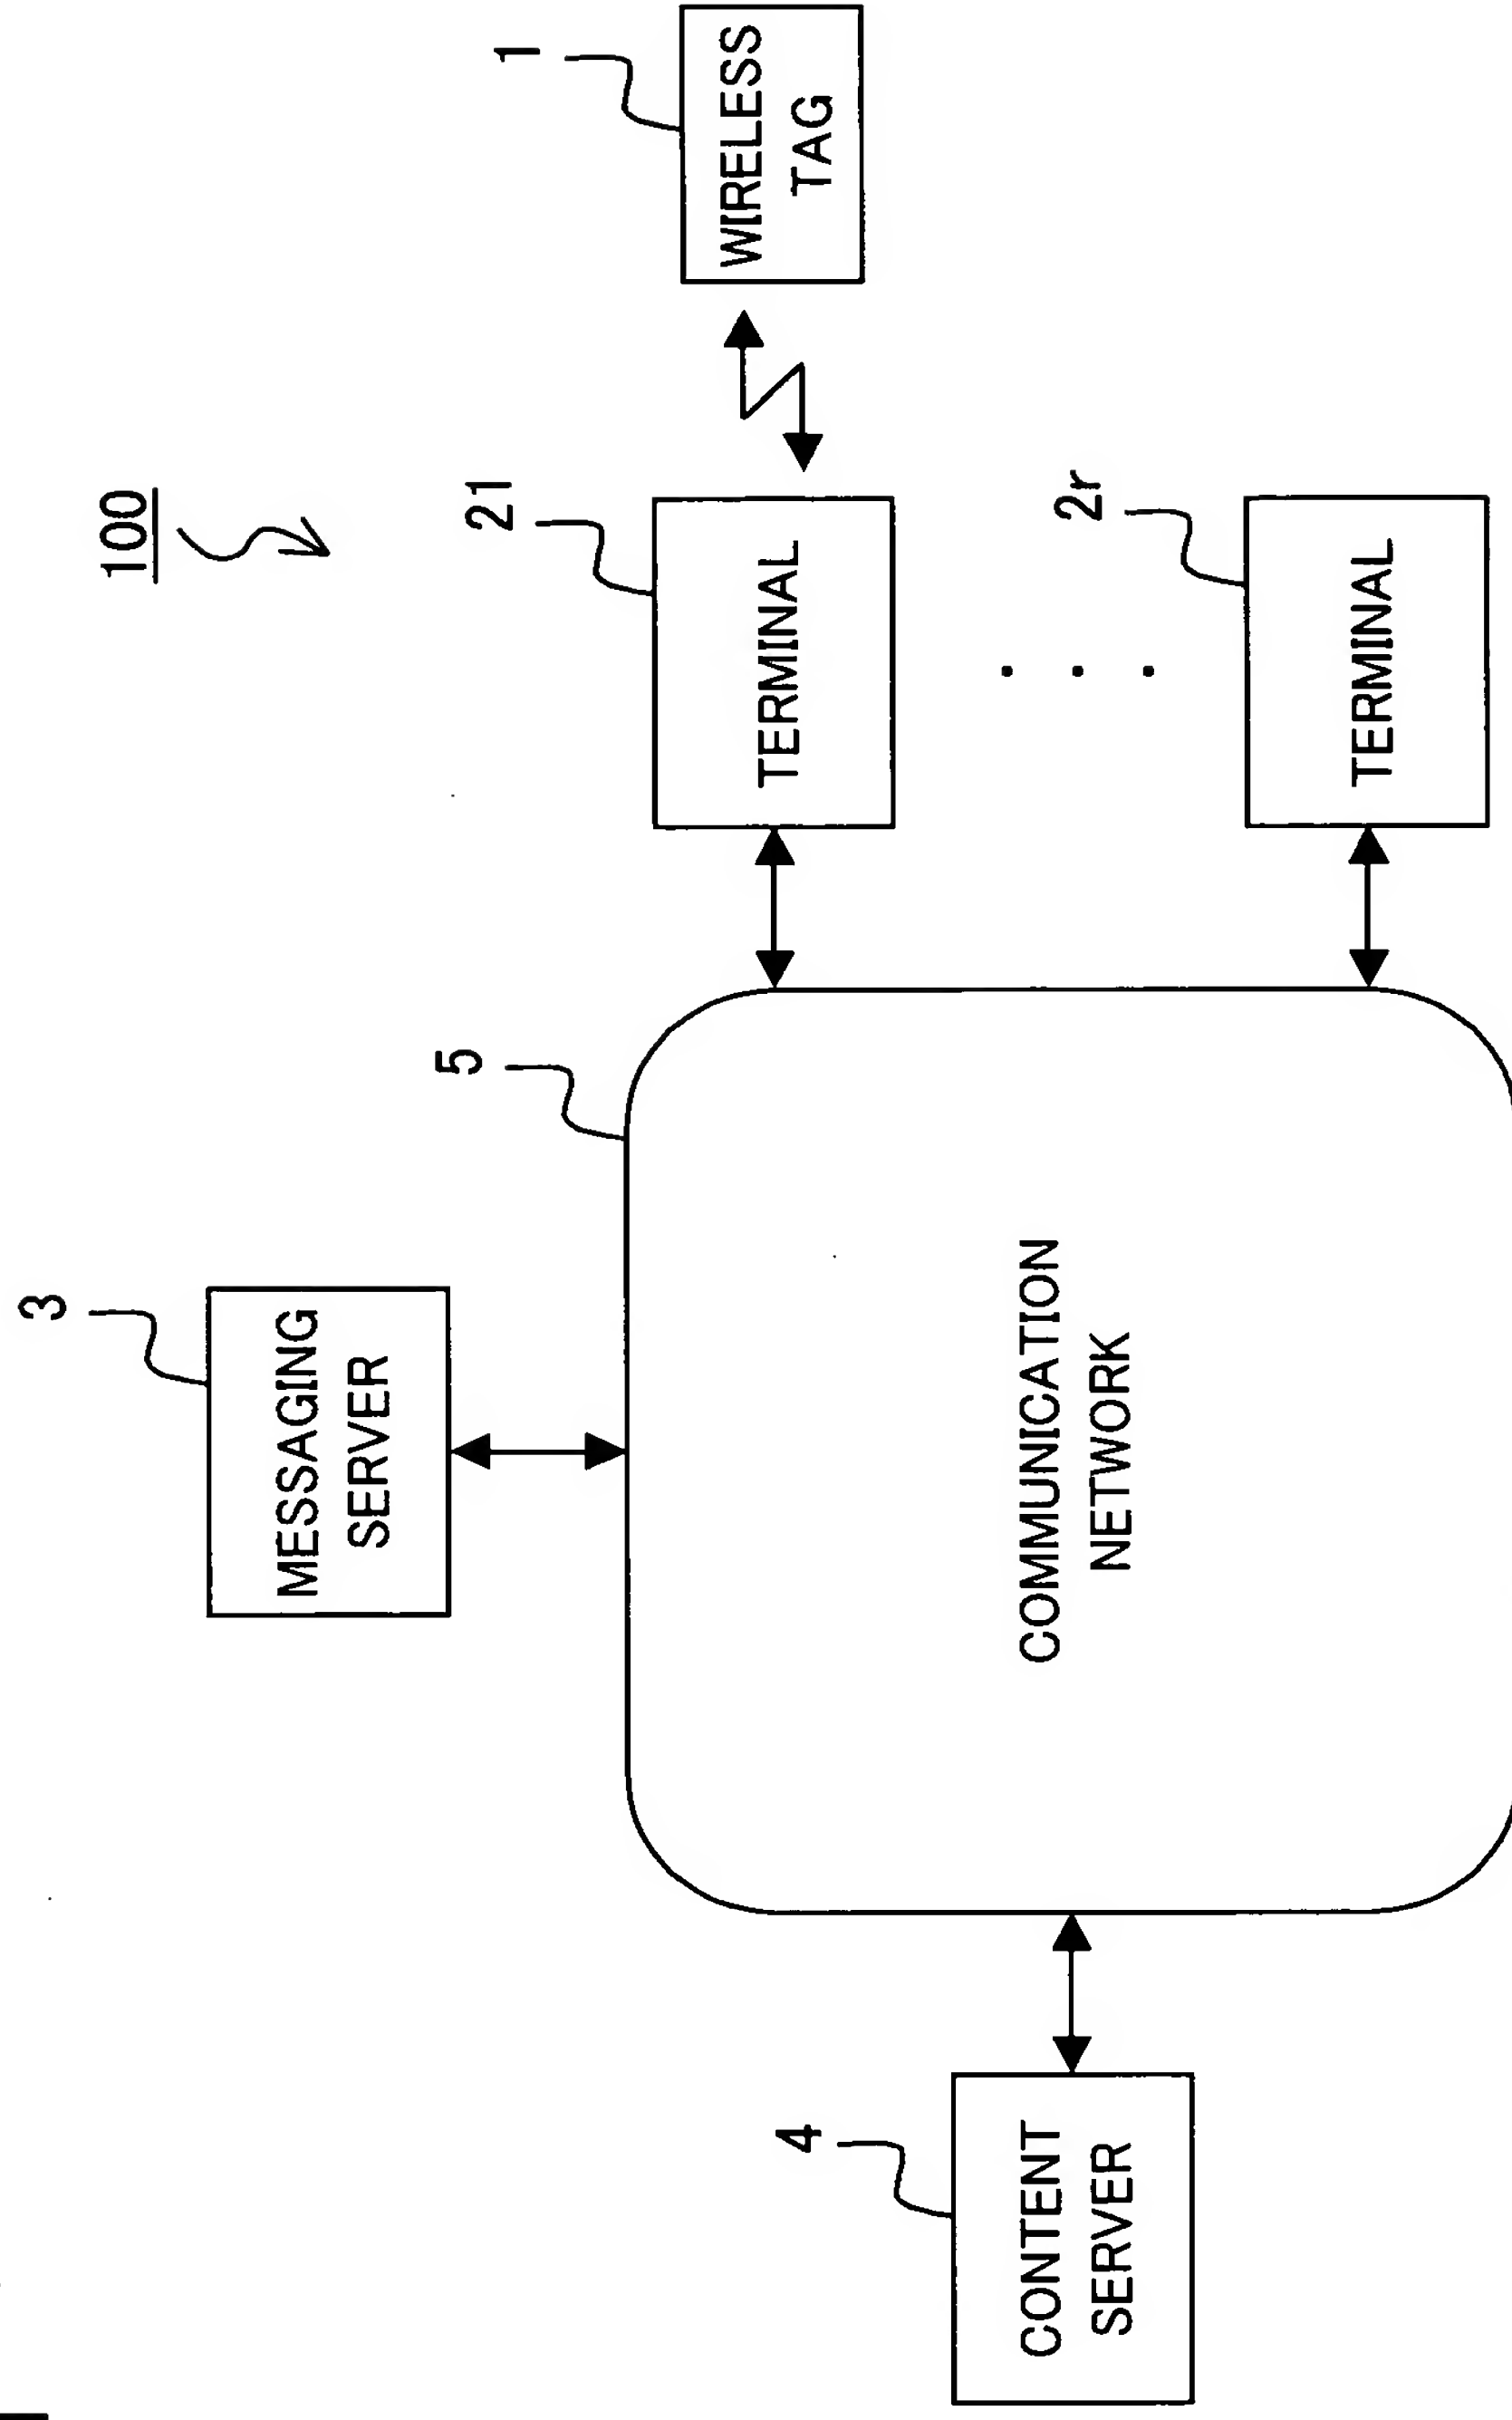 100
3
MESSAGING
SERVER
5
21
1
WIRELESS
TAG
TERMINAL
4
CONTENT
SERVER
COMMUNICATION
NETWORK
. . .
2r
TERMINAL